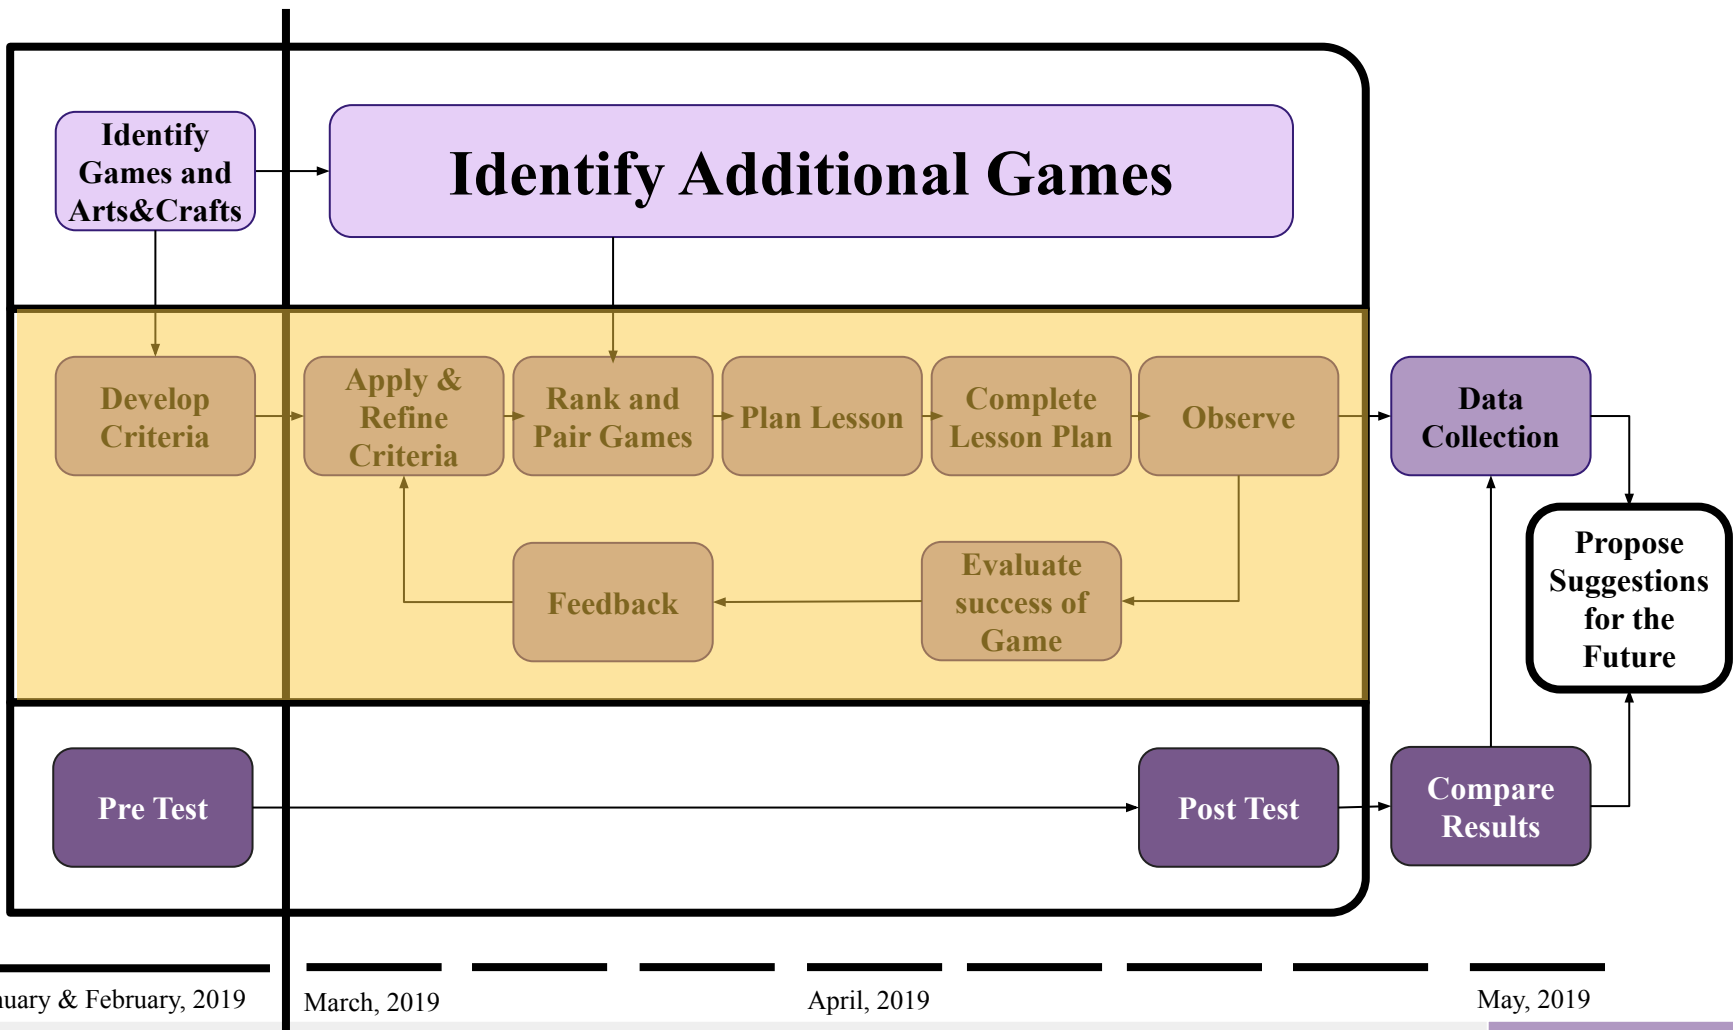 Identify
Games and
Arts&Crafts
Identify Additional Games
Develop
Criteria
Apply &
Refine
Criteria
Rank and
Pair Games
Plan Lesson
Complete
Lesson Plan
Observe
Data
Collection
Feedback
Evaluate
success of
Game
Propose
Suggestions
for the
Future
Pre Test
Post Test
Compare
Results
nuary & February, 2019
March, 2019
April, 2019
May, 2019